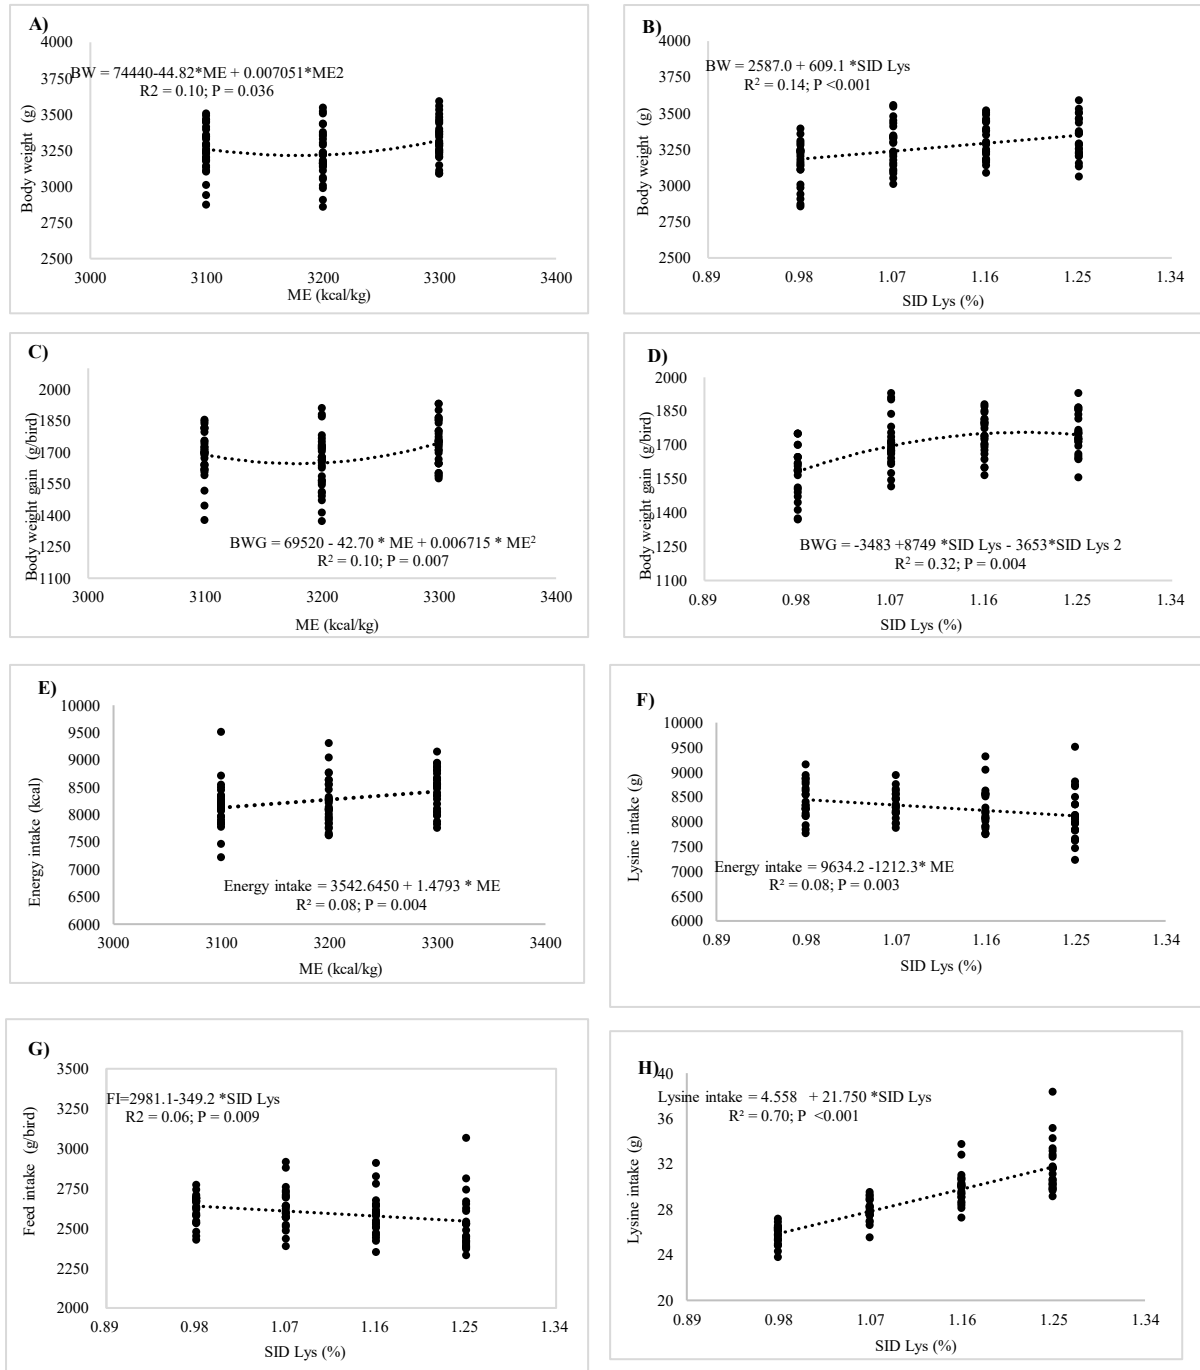 A)
BW = 74440-44.82*ME + 0.007051*ME2
R2 = 0.10; P = 0.036
Body weight (g)
4000
3750
3500
3250
3000
2750
2500
3000 3100 3200 3300 3400
ME (kcal/kg)
B)
BW = 2587.0 + 609.1 *SID Lys
R² = 0.14; P <0.001
Body weight (g)
4000
3750
3500
3250
3000
2750
2500
0.89 0.98 1.07 1.16 1.25 1.34
SID Lys (%)
C)
Body weight gain (g/bird)
2000
1850
1700
1550
1400
1250
1100
BWG = 69520 - 42.70 * ME + 0.006715 * ME²
R² = 0.10; P = 0.007
3000 3100 3200 3300 3400
ME (kcal/kg)
D)
Body weight gain (g/bird)
2000
1850
1700
1550
1400
1250
1100
BWG = -3483 +8749 *SID Lys - 3653*SID Lys 2
R² = 0.32; P = 0.004
0.89 0.98 1.07 1.16 1.25 1.34
SID Lys (%)
E)
Energy intake (kcal)
10000
9500
9000
8500
8000
7500
7000
6500
6000
Energy intake = 3542.6450 + 1.4793 * ME
R² = 0.08; P = 0.004
3000 3100 3200 3300 3400
ME (kcal/kg)
F)
Lysine intake (g)
10000
9500
9000
8500
8000
7500
7000
6500
6000
Energy intake = 9634.2 -1212.3* ME
R² = 0.08; P = 0.003
0.89 0.98 1.07 1.16 1.25 1.34
SID Lys (%)
G)
FI=2981.1-349.2 *SID Lys
R2 = 0.06; P = 0.009
Feed intake (g/bird)
3500
3250
3000
2750
2500
2250
2000
0.89 0.98 1.07 1.16 1.25 1.34
SID Lys (%)
H)
Lysine intake = 4.558 + 21.750 *SID Lys
R² = 0.70; P <0.001
Lysine intake (g)
40
36
32
28
24
20
0.89 0.98 1.07 1.16 1.25 1.34
SID Lys (%)